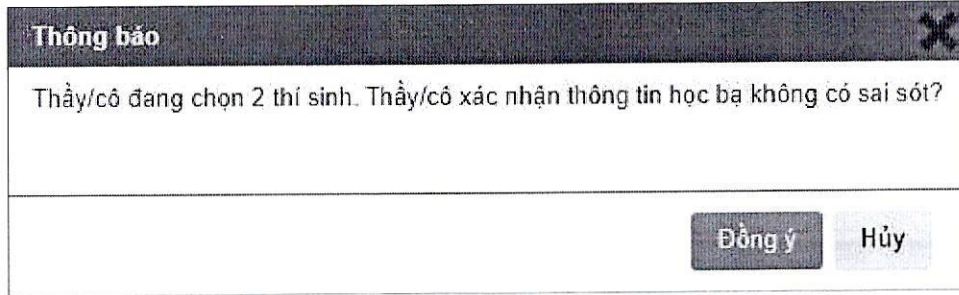 Thông báo
Thầy/cô đang chọn 2 thí sinh. Thầy/cô xác nhận thông tin học bạ không có sai sót?
Đồng ý
Hủy